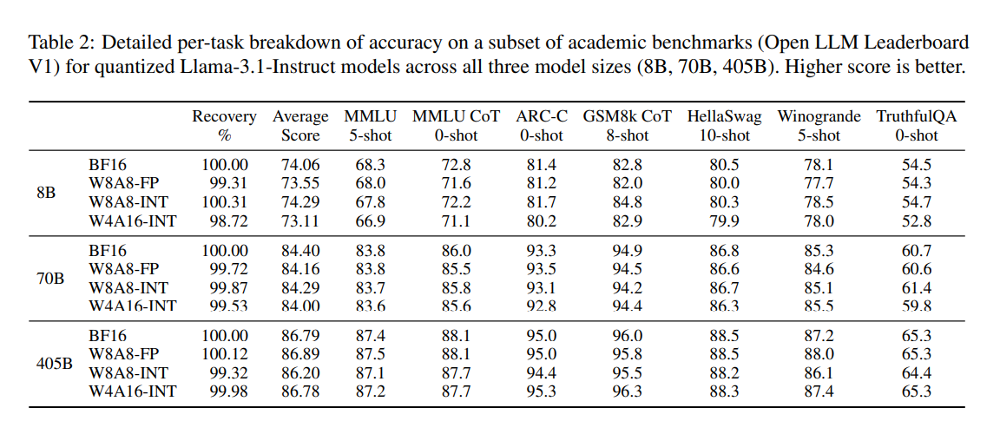 Table 2: Detailed per-task breakdown of accuracy on a subset of academic benchmarks (Open LLM Leaderboard
V1) for quantized Llama-3.1-Instruct models across all three model sizes (8B, 70B, 405B). Higher score is better.
Recovery Average MMLU MMLU CoT ARC-C GSM8k CoT HellaSwag Winogrande TruthfulQA
% Score 5-shot 0-shot 0-shot 8-shot 10-shot 5-shot 0-shot
BF16 100.00 74.06 68.3 72.8 81.4 82.8 80.5 78.1 54.5
W8A8-FP 99.31 73.55 68.0 71.6 81.2 82.0 80.0 77.7 54.3
8B
W8A8-INT 100.31 74.29 67.8 72.2 81.7 84.8 80.3 78.5 54.7
W4A16-INT 98.72 73.11 66.9 71.1 80.2 82.9 79.9 78.0 52.8
BF16 100.00 84.40 83.8 86.0 93.3 94.9 86.8 85.3 60.7
W8A8-FP 99.72 84.16 83.8 85.5 93.5 94.5 86.6 84.6 60.6
70B
W8A8-INT 99.87 84.29 83.7 85.8 93.1 94.2 86.7 85.1 61.4
W4A16-INT 99.53 84.00 83.6 85.6 92.8 94.4 86.3 85.5 59.8
BF16 100.00 86.79 87.4 88.1 95.0 96.0 88.5 87.2 65.3
W8A8-FP 100.12 86.89 87.5 88.1 95.0 95.8 88.5 88.0 65.3
405B
W8A8-INT 99.32 86.20 87.1 87.7 94.4 95.5 88.2 86.1 64.4
W4A16-INT 99.98 86.78 87.2 87.7 95.3 96.3 88.3 87.4 65.3